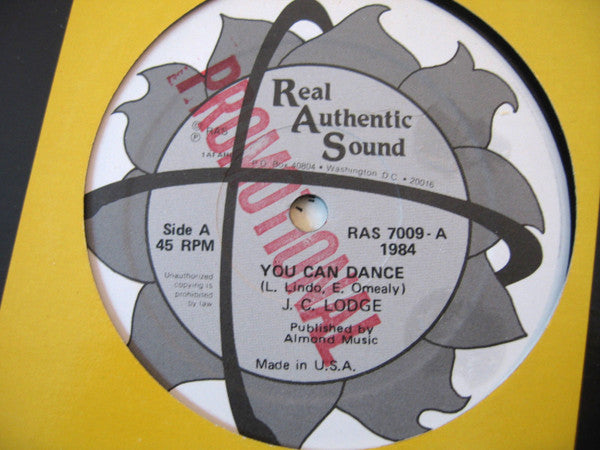 Real
Authentic
Sound
PROMOTIONAL
© RAS
℗
P.O. Box 40804 • Washington D.C. • 20016
Side A
45 RPM
RAS 7009-A
1984
Unauthorized
copying is
prohibited
by law
YOU CAN DANCE
(L. Lindo, E. Omealy)
J. C. LODGE
Published by
Almond Music
Made in U.S.A.